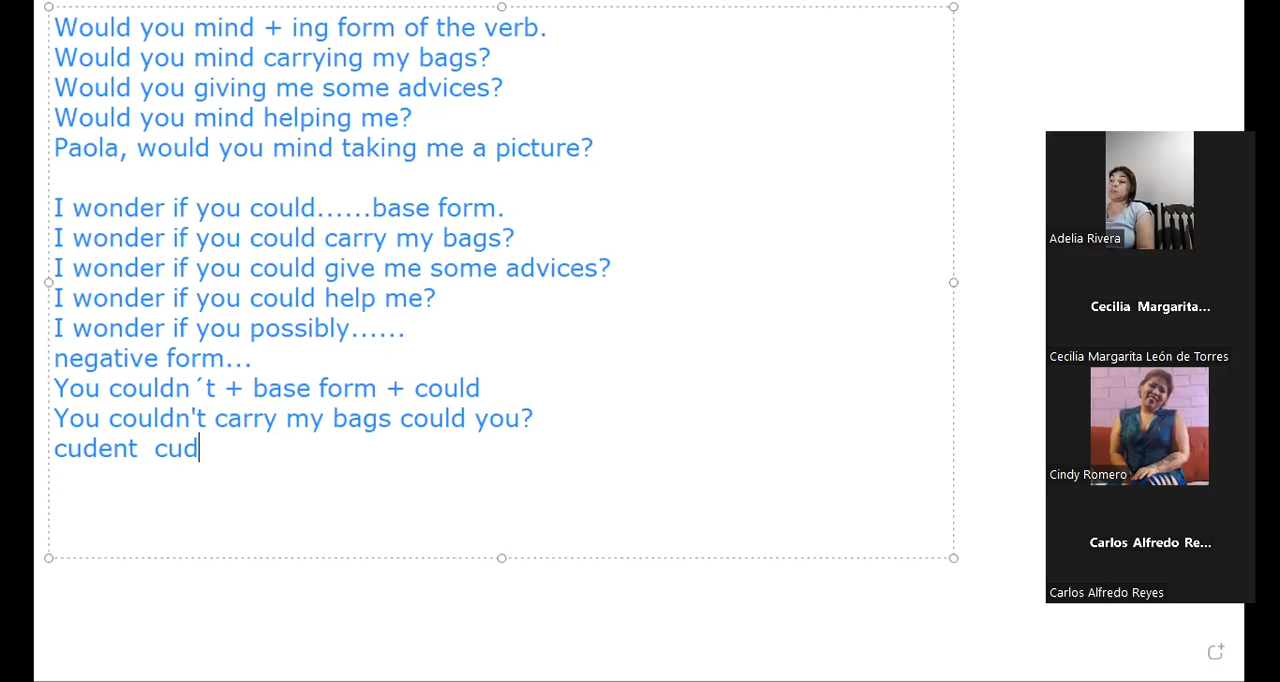 Would you mind + ing form of the verb.
Would you mind carrying my bags?
Would you giving me some advices?
Would you mind helping me?
Paola, would you mind taking me a picture?
I wonder if you could......base form.
I wonder if you could carry my bags?
I wonder if you could give me some advices?
I wonder if you could help me?
I wonder if you possibly......
negative form...
You couldn´t + base form + could
You couldn't carry my bags could you?
cudent  cud
Adelia Rivera
Cecilia Margarita...
Cecilia Margarita León de Torres
Cindy Romero
Carlos Alfredo Re...
Carlos Alfredo Reyes